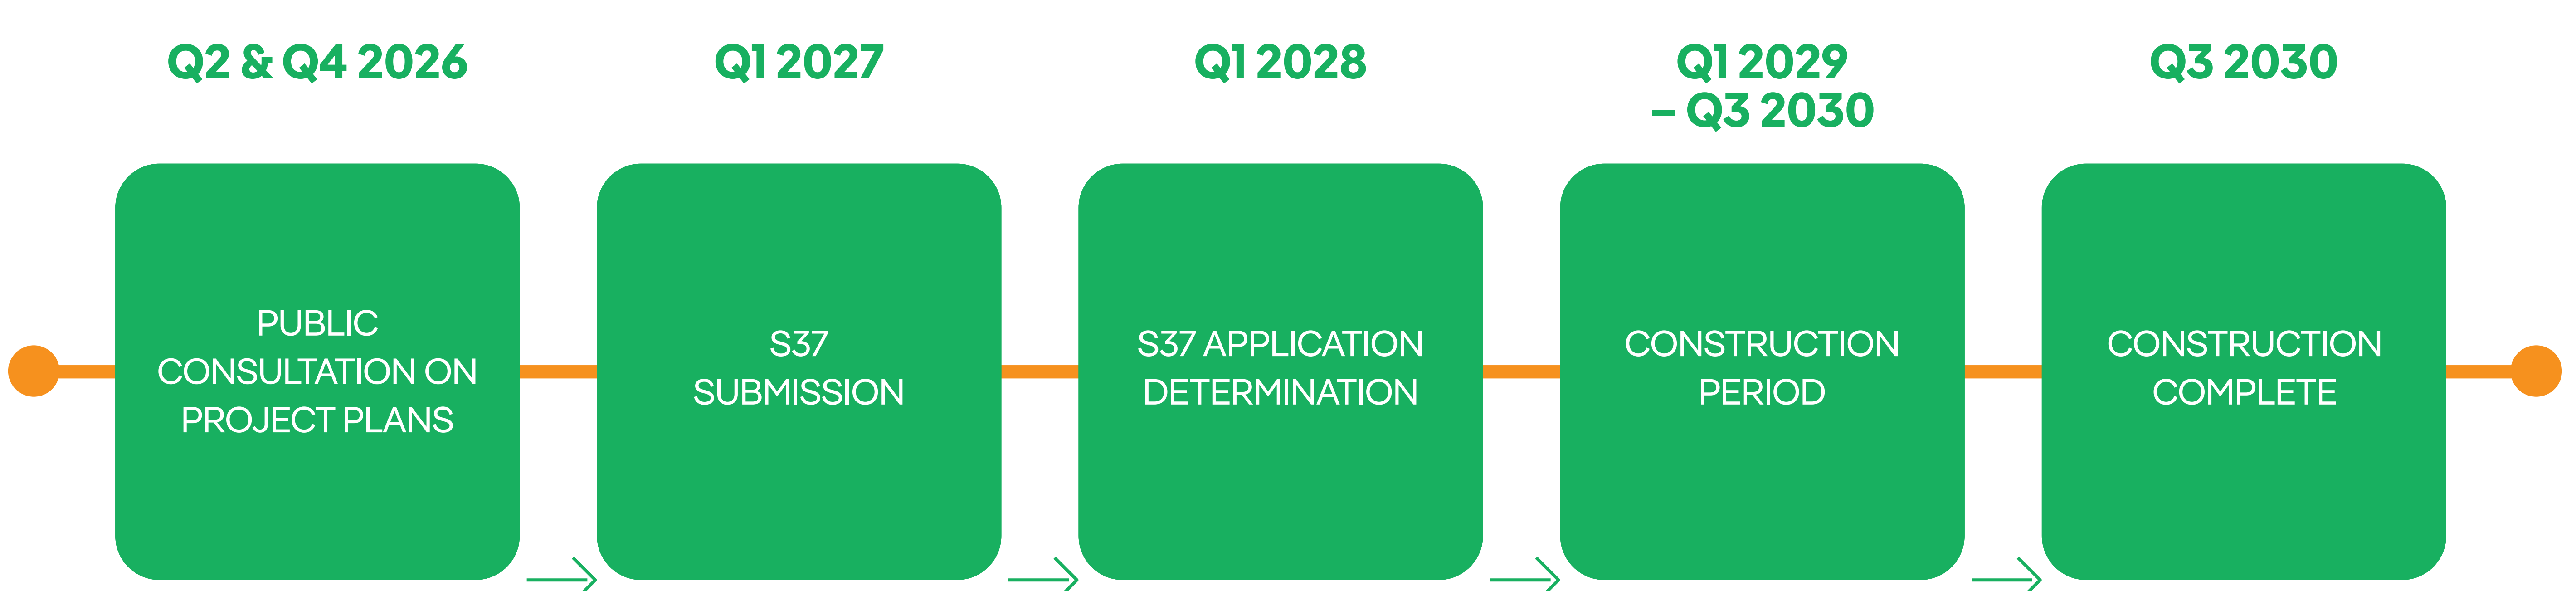 Q2 & Q4 2026
PUBLIC
CONSULTATION ON
PROJECT PLANS
Q1 2027
S37
SUBMISSION
Q1 2028
S37 APPLICATION
DETERMINATION
Q1 2029
– Q3 2030
CONSTRUCTION
PERIOD
Q3 2030
CONSTRUCTION
COMPLETE